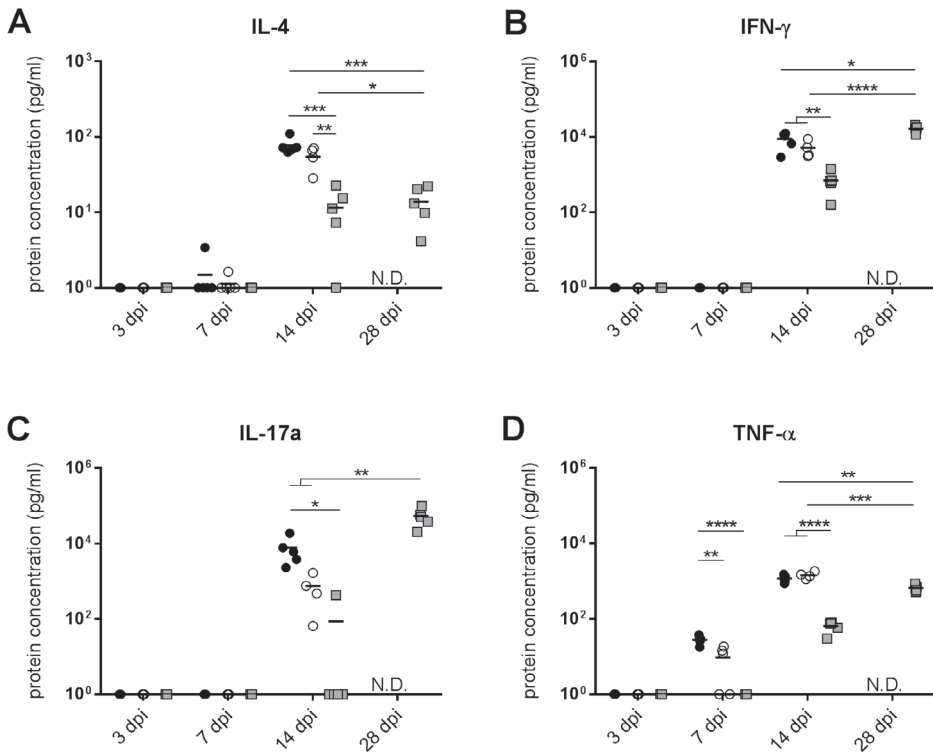 A
IL-4
protein concentration (pg/ml)
10³
10²
10¹
10⁰
***
*
***
**
N.D.
3 dpi
7 dpi
14 dpi
28 dpi
B
IFN-γ
protein concentration (pg/ml)
10⁶
10⁴
10²
10⁰
*
****
**
N.D.
3 dpi
7 dpi
14 dpi
28 dpi
C
IL-17a
protein concentration (pg/ml)
10⁶
10⁴
10²
10⁰
**
*
N.D.
3 dpi
7 dpi
14 dpi
28 dpi
D
TNF-α
protein concentration (pg/ml)
10⁶
10⁴
10²
10⁰
**
***
****
****
**
N.D.
3 dpi
7 dpi
14 dpi
28 dpi